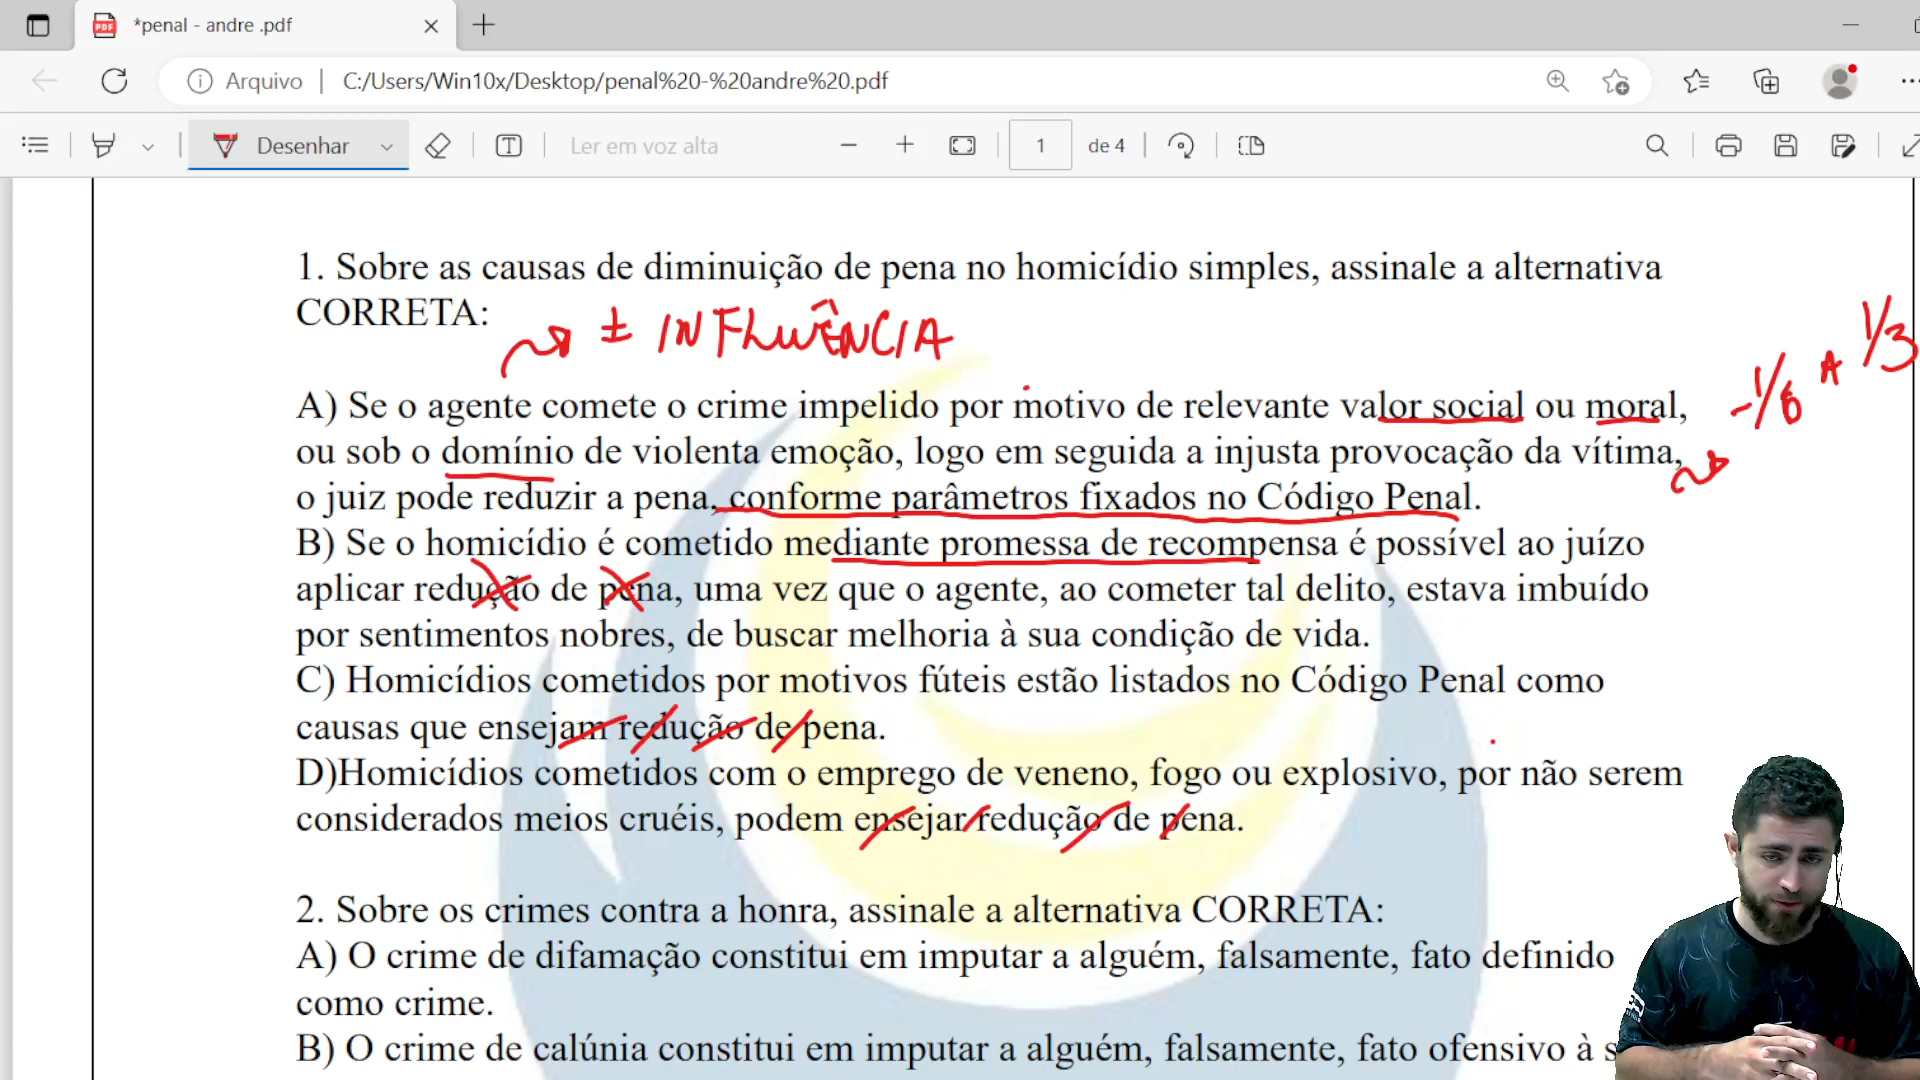 *penal - andre .pdf
Arquivo | C:/Users/Win10x/Desktop/penal%20-%20andre%20.pdf
Desenhar
Ler em voz alta
1 de 4
1. Sobre as causas de diminuição de pena no homicídio simples, assinale a alternativa
CORRETA:
± INFLUÊNCIA
-1/6 A 1/3
A) Se o agente comete o crime impelido por motivo de relevante valor social ou moral,
ou sob o domínio de violenta emoção, logo em seguida a injusta provocação da vítima,
o juiz pode reduzir a pena, conforme parâmetros fixados no Código Penal.
B) Se o homicídio é cometido mediante promessa de recompensa é possível ao juízo
aplicar redução de pena, uma vez que o agente, ao cometer tal delito, estava imbuído
por sentimentos nobres, de buscar melhoria à sua condição de vida.
C) Homicídios cometidos por motivos fúteis estão listados no Código Penal como
causas que ensejam redução de pena.
D)Homicídios cometidos com o emprego de veneno, fogo ou explosivo, por não serem
considerados meios cruéis, podem ensejar redução de pena.
2. Sobre os crimes contra a honra, assinale a alternativa CORRETA:
A) O crime de difamação constitui em imputar a alguém, falsamente, fato definido
como crime.
B) O crime de calúnia constitui em imputar a alguém, falsamente, fato ofensivo à s